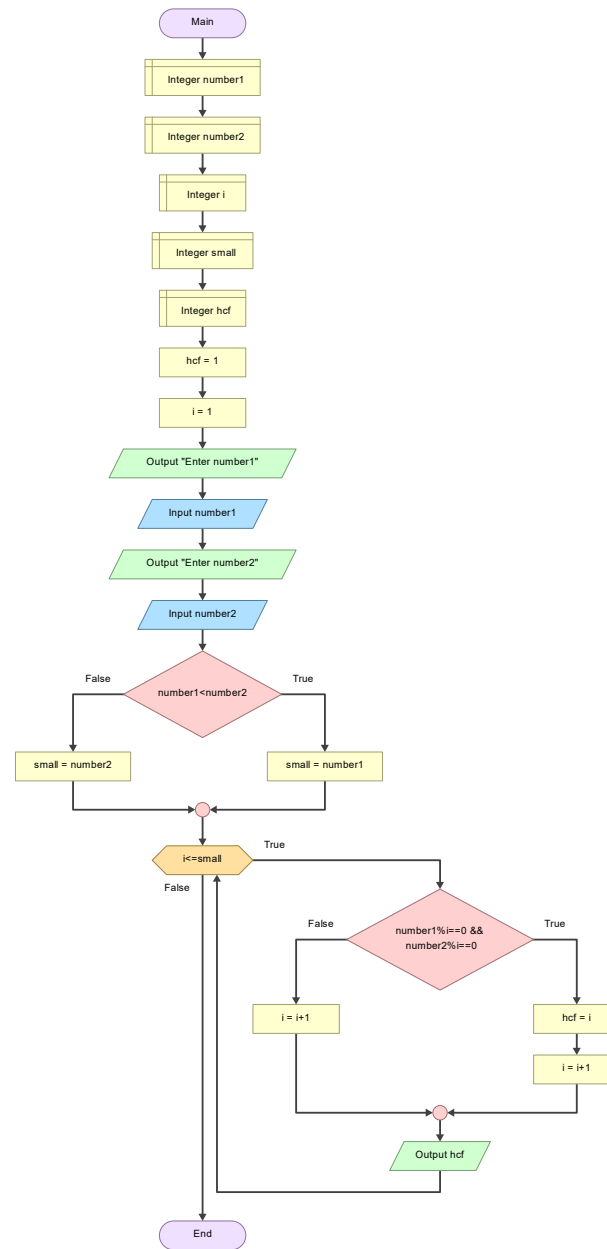 Main
Integer number1
Integer number2
Integer i
Integer small
Integer hcf
hcf = 1
i = 1
Output "Enter number1"
Input number1
Output "Enter number2"
Input number2
False
True
number1<number2
small = number2
small = number1
i<=small
True
False
False
True
number1%i==0 &&
number2%i==0
i = i+1
hcf = i
i = i+1
Output hcf
End